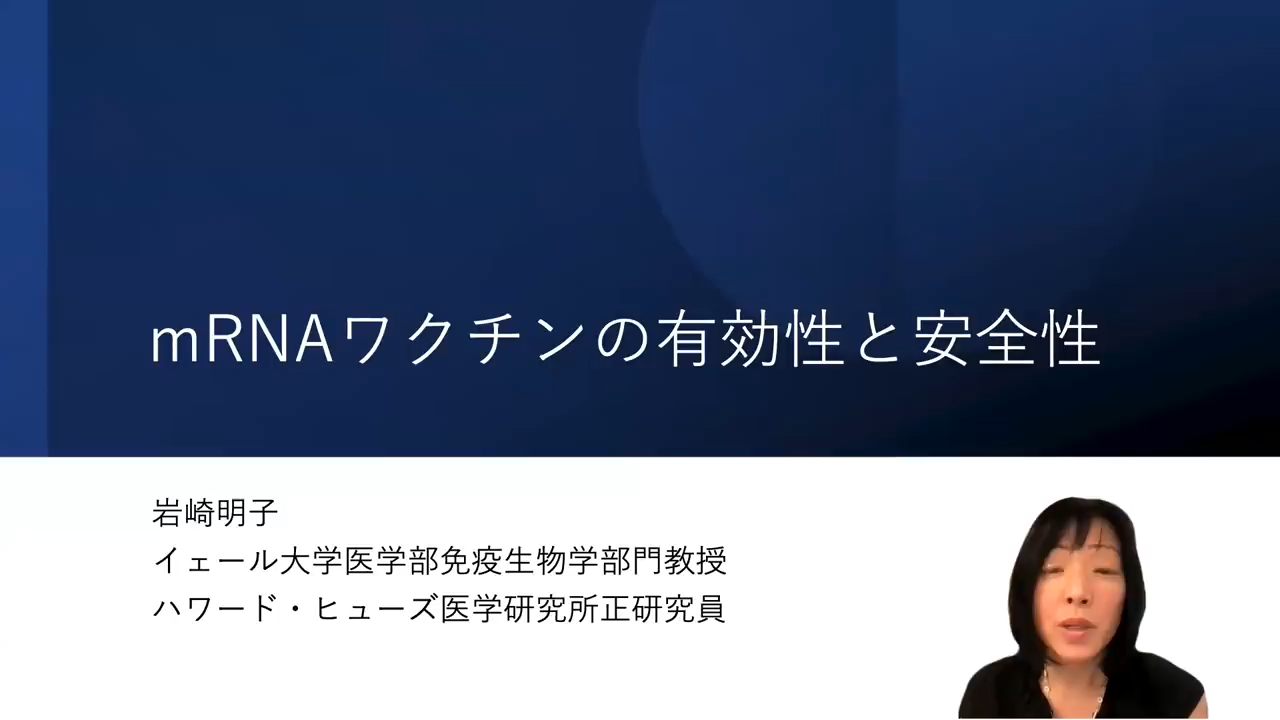 mRNAワクチンの有効性と安全性
岩崎明子
イェール大学医学部免疫生物学部門教授
ハワード・ヒューズ医学研究所正研究員